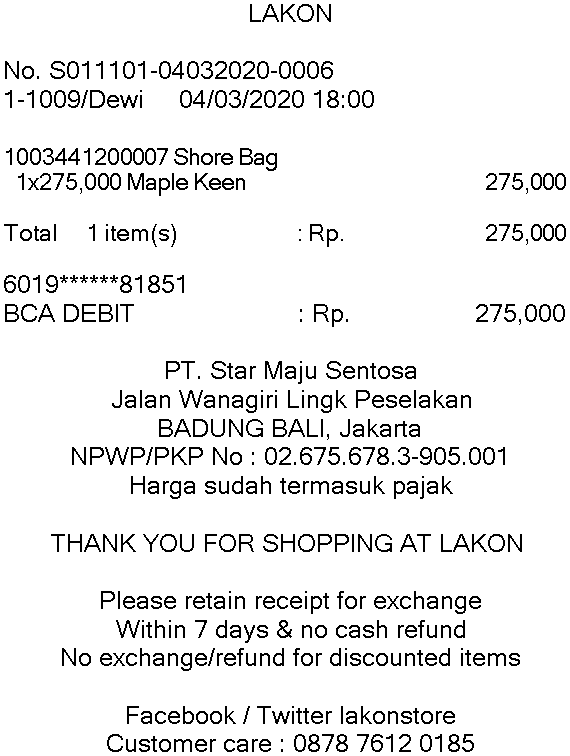 LAKON
No. S011101-04032020-0006
1-1009/Dewi 04/03/2020 18:00
1003441200007 Shore Bag
1x275,000 Maple Keen 275,000
Total 1 item(s) : Rp. 275,000
6019******81851
BCA DEBIT : Rp. 275,000
PT. Star Maju Sentosa
Jalan Wanagiri Lingk Peselakan
BADUNG BALI, Jakarta
NPWP/PKP No : 02.675.678.3-905.001
Harga sudah termasuk pajak
THANK YOU FOR SHOPPING AT LAKON
Please retain receipt for exchange
Within 7 days & no cash refund
No exchange/refund for discounted items
Facebook / Twitter lakonstore
Customer care : 0878 7612 0185